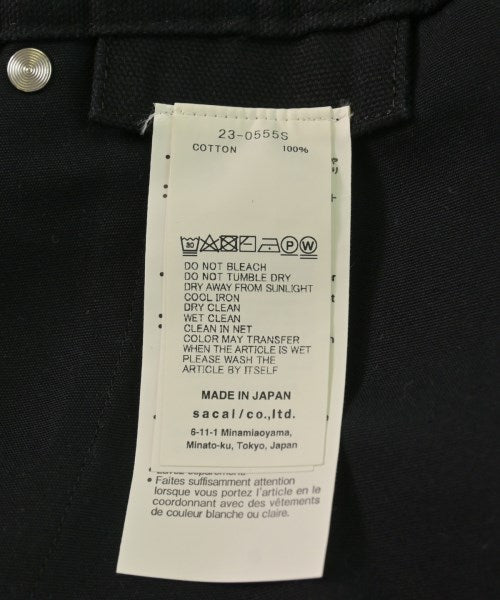 23-0555S
COTTON 100%
DO NOT BLEACH
DO NOT TUMBLE DRY
DRY AWAY FROM SUNLIGHT
COOL IRON
DRY CLEAN
WET CLEAN
CLEAN IN NET
COLOR MAY TRANSFER
WHEN THE ARTICLE IS WET
PLEASE WASH THE
ARTICLE BY ITSELF
MADE IN JAPAN
sacai/co.,ltd.
6-11-1 Minamiaoyama,
Minato-ku, Tokyo, Japan
• Lavez séparément.
• Faites suffisamment attention
lorsque vous portez l'article en le
coordonnant avec des vêtements
de couleur blanche ou claire.